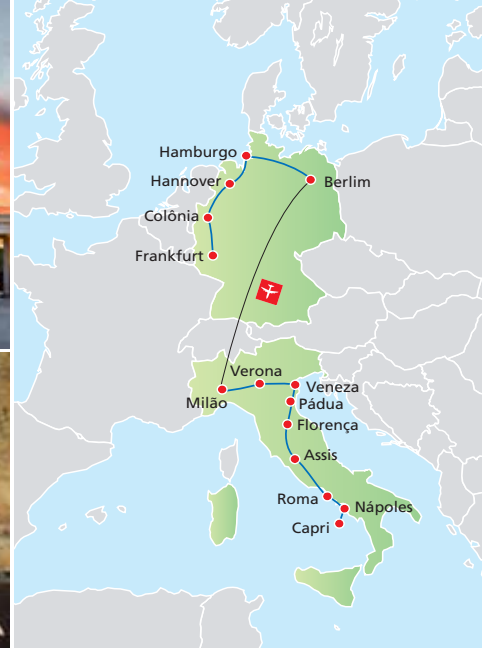 Hamburgo
Hannover
Berlim
Colônia
Frankfurt
Verona
Veneza
Milão
Pádua
Florença
Assis
Roma
Nápoles
Capri